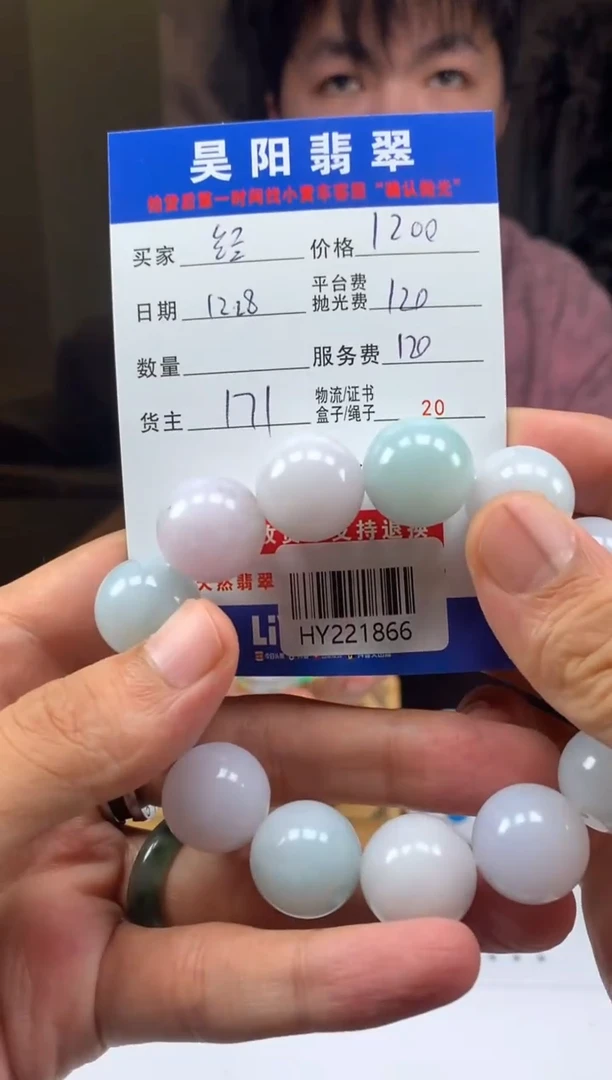 昊阳翡翠
买家 价格 1200
日期 12.28 平台费
抛光费 120
数量 服务费 120
货主 171 物流/证书
盒子/绳子 20
支持退换
天然翡翠
Li
HY221866